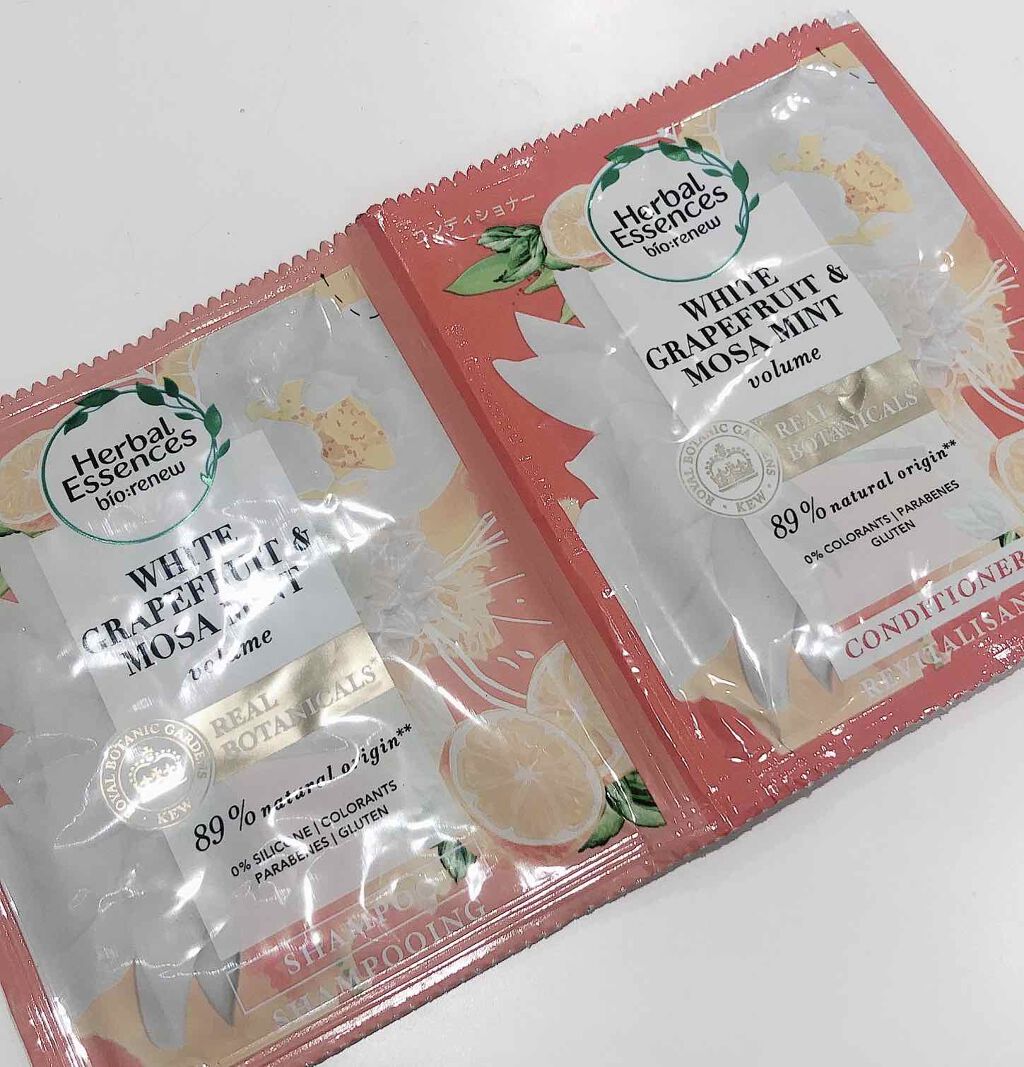 Herbal
Essences
bio:renew
WHITE
GRAPEFRUIT &
MOSA MINT
volume
REAL
BOTANICALS*
ROYAL BOTANIC GARDENS
KEW
89% natural origin**
0% SILICONE | COLORANTS
PARABENES | GLUTEN
SHAMPOO
SHAMPOOING
コンディショナー
Herbal
Essences
bio:renew
WHITE
GRAPEFRUIT &
MOSA MINT
volume
REAL
BOTANICALS
ROYAL BOTANIC GARDENS
KEW
89% natural origin**
0% COLORANTS | PARABENES
GLUTEN
CONDITIONER
REVITALISAN